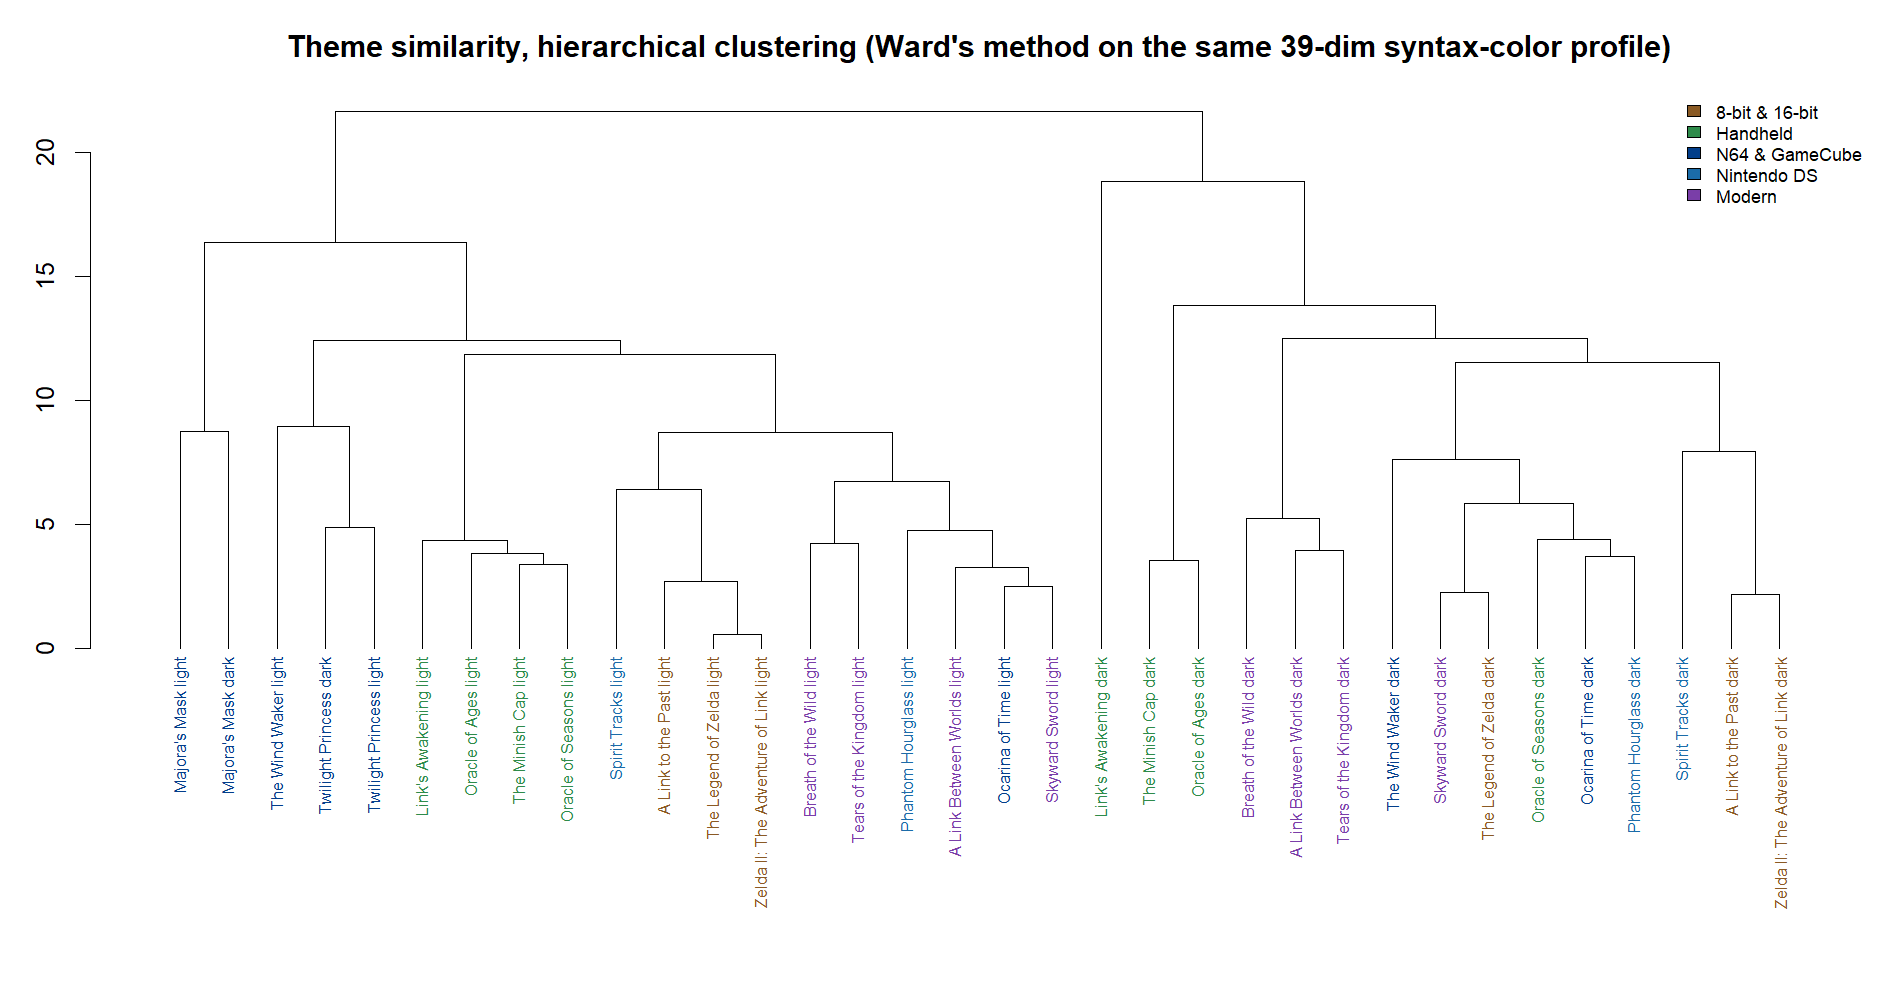 Theme similarity, hierarchical clustering (Ward's method on the same 39-dim syntax-color profile)
8-bit & 16-bit
Handheld
N64 & GameCube
Nintendo DS
Modern
20
15
10
5
0
Majora's Mask light
Majora's Mask dark
The Wind Waker light
Twilight Princess dark
Twilight Princess light
Link's Awakening light
Oracle of Ages light
The Minish Cap light
Oracle of Seasons light
Spirit Tracks light
A Link to the Past light
The Legend of Zelda light
Zelda II: The Adventure of Link light
Breath of the Wild light
Tears of the Kingdom light
Phantom Hourglass light
A Link Between Worlds light
Ocarina of Time light
Skyward Sword light
Link's Awakening dark
The Minish Cap dark
Oracle of Ages dark
Breath of the Wild dark
A Link Between Worlds dark
Tears of the Kingdom dark
The Wind Waker dark
Skyward Sword dark
The Legend of Zelda dark
Oracle of Seasons dark
Ocarina of Time dark
Phantom Hourglass dark
Spirit Tracks dark
A Link to the Past dark
Zelda II: The Adventure of Link dark